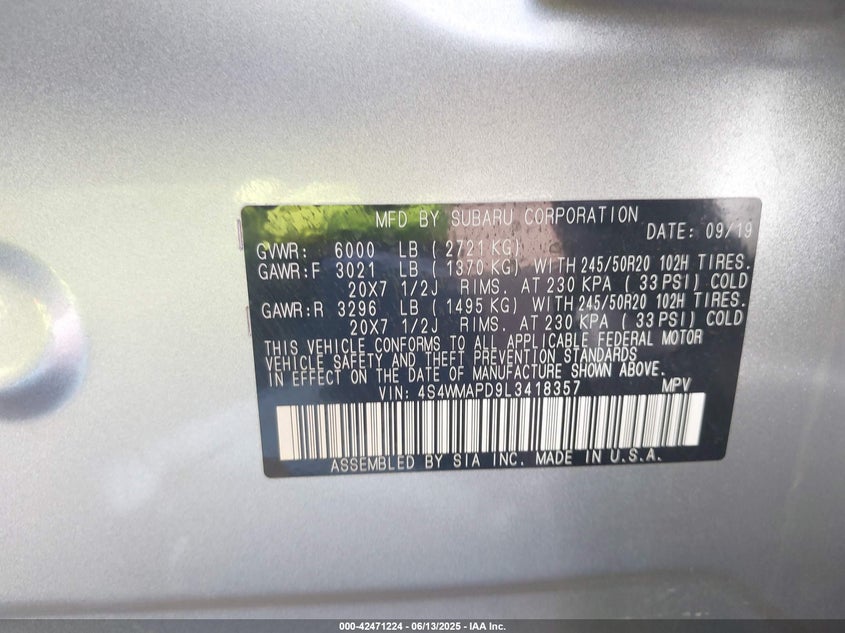 MFD BY SUBARU CORPORATION
DATE: 09/19
GVWR: 6000 LB ( 2721 KG)
GAWR:F 3021 LB ( 1370 KG) WITH 245/50R20 102H TIRES.
20X7 1/2J RIMS. AT 230 KPA ( 33 PSI) COLD
GAWR:R 3296 LB ( 1495 KG) WITH 245/50R20 102H TIRES.
20X7 1/2J RIMS. AT 230 KPA ( 33 PSI) COLD
THIS VEHICLE CONFORMS TO ALL APPLICABLE FEDERAL MOTOR
VEHICLE SAFETY AND THEFT PREVENTION STANDARDS
IN EFFECT ON THE DATE OF MANUFACTURE SHOWN ABOVE.
VIN: 4S4WMAPD9L3418357 MPV
ASSEMBLED BY SIA INC. MADE IN U.S.A.
000-42471224 - 06/13/2025 - IAA Inc.